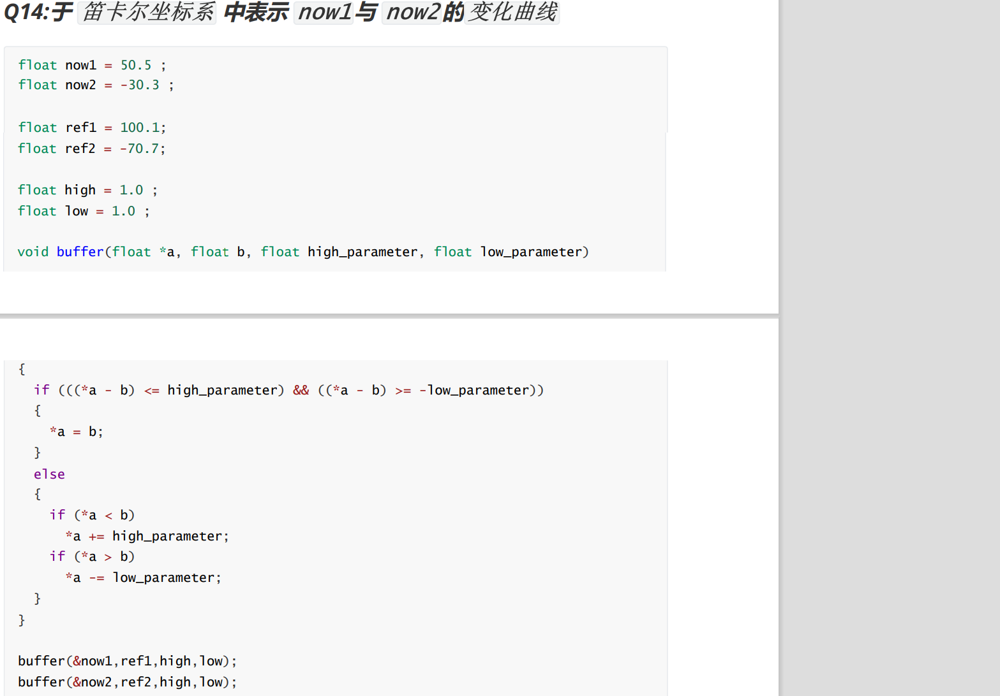 Q14:于 笛卡尔坐标系 中表示 now1与 now2的变化曲线
float now1 = 50.5 ;
float now2 = -30.3 ;
float ref1 = 100.1;
float ref2 = -70.7;
float high = 1.0 ;
float low = 1.0 ;
void buffer(float *a, float b, float high_parameter, float low_parameter)
{
if (((*a - b) <= high_parameter) && ((*a - b) >= -low_parameter))
{
*a = b;
}
else
{
if (*a < b)
*a += high_parameter;
if (*a > b)
*a -= low_parameter;
}
}
buffer(&now1,ref1,high,low);
buffer(&now2,ref2,high,low);